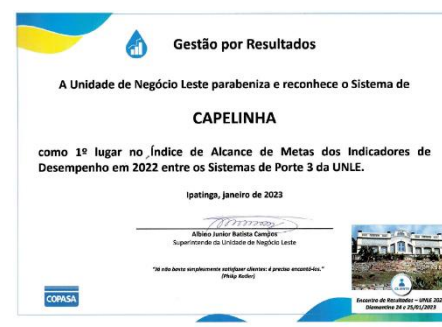 Gestão por Resultados
A Unidade de Negócio Leste parabeniza e reconhece o Sistema de
CAPELINHA
como 1º lugar no Índice de Alcance de Metas dos Indicadores de
Desempenho em 2022 entre os Sistemas de Porte 3 da UNLE.
Ipatinga, janeiro de 2023
Albino Junior Batista Campos
Superintende da Unidade de Negócio Leste
"Já não basta simplesmente satisfazer clientes: é preciso encantá-los."
(Philip Kotler)
COPASA
Encontro de Resultados – UNLE 202
Diamantina 24 e 25/01/2023